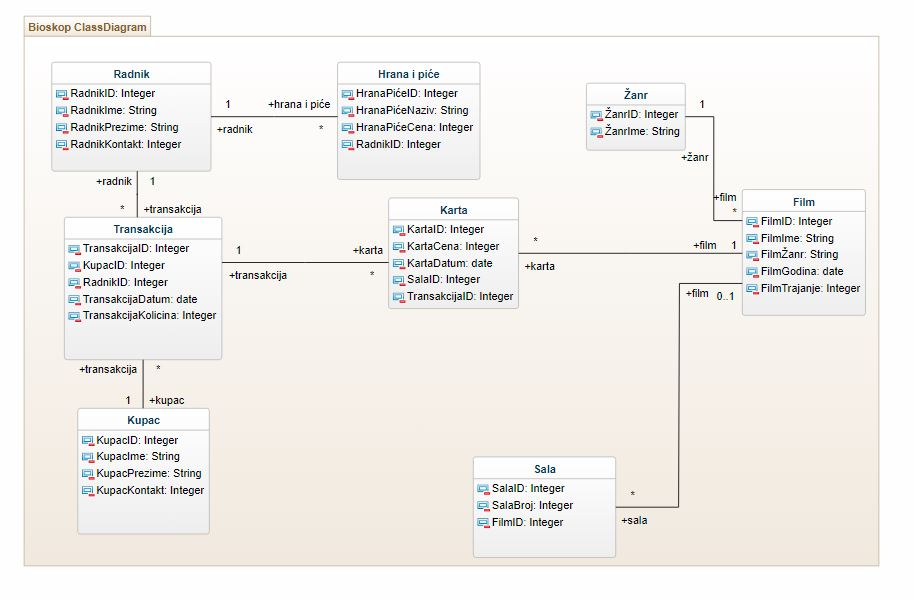 Bioskop ClassDiagram
Radnik
RadnikID: Integer
RadnikIme: String
RadnikPrezime: String
RadnikKontakt: Integer
1
+hrana i piće
+radnik
*
Hrana i piće
HranaPićeID: Integer
HranaPićeNaziv: String
HranaPićeCena: Integer
RadnikID: Integer
Žanr
ŽanrID: Integer
ŽanrIme: String
1
+žanr
+film
*
+radnik
1
*
+transakcija
Transakcija
TransakcijaID: Integer
KupacID: Integer
RadnikID: Integer
TransakcijaDatum: date
TransakcijaKolicina: Integer
1
+karta
+transakcija
*
Karta
KartaID: Integer
KartaCena: Integer
KartaDatum: date
SalaID: Integer
TransakcijaID: Integer
*
+film
1
+karta
Film
FilmID: Integer
FilmIme: String
FilmŽanr: String
FilmGodina: date
FilmTrajanje: Integer
+film
0..1
+transakcija
*
1
+kupac
Kupac
KupacID: Integer
KupacIme: String
KupacPrezime: String
KupacKontakt: Integer
Sala
SalaID: Integer
SalaBroj: Integer
FilmID: Integer
*
+sala